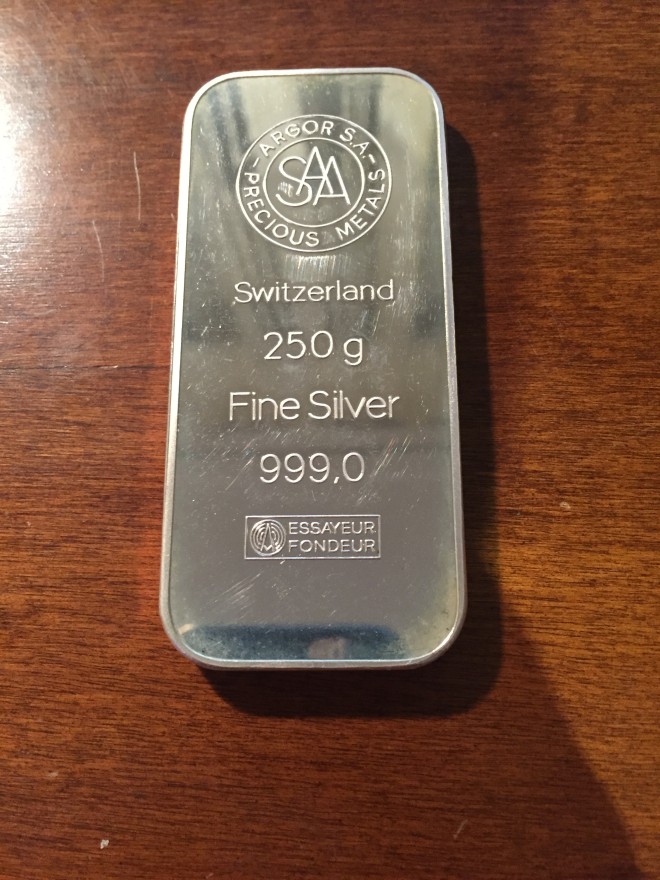 - ARGOR S.A. -
PRECIOUS METALS
SAA
Switzerland
250 g
Fine Silver
999,0
ESSAYEUR
FONDEUR